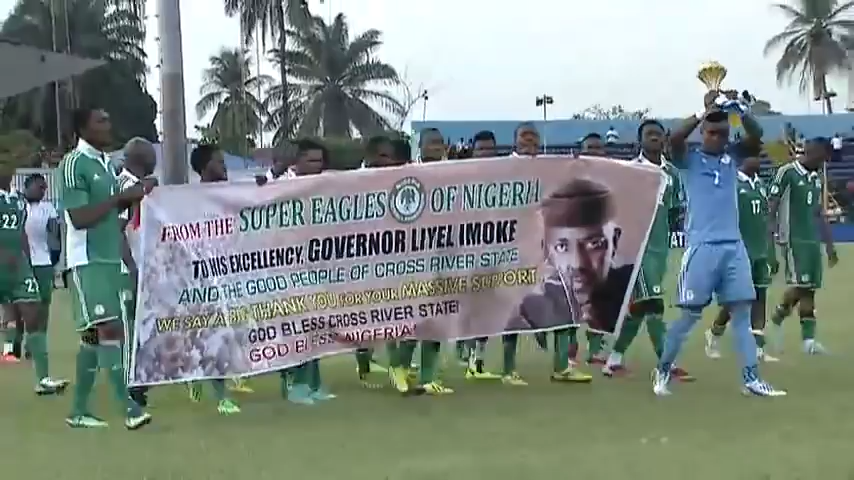 FROM THE SUPER EAGLES OF NIGERIA
TO HIS EXCELLENCY, GOVERNOR LIYEL IMOKE
AND THE GOOD PEOPLE OF CROSS RIVER STATE
WE SAY A BIG THANK YOU FOR YOUR MASSIVE SUPPORT
GOD BLESS CROSS RIVER STATE!
GOD BLESS NIGERIA!
22
22
1
17
8